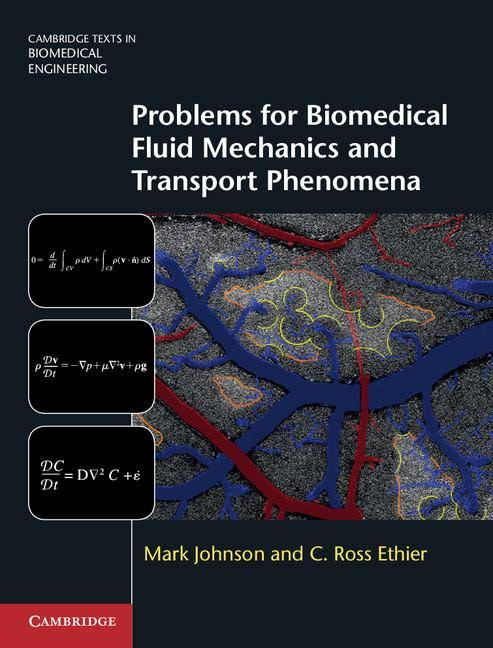 CAMBRIDGE TEXTS IN
BIOMEDICAL
ENGINEERING
Problems for Biomedical
Fluid Mechanics and
Transport Phenomena
0 = d/dt ∫CV ρ dV + ∫CS ρ(v · n̂) dS
ρ 𝒟v/𝒟t = −∇p + μ∇²v + ρg
𝒟C/𝒟t = D∇² C + ε̇
Mark Johnson and C. Ross Ethier
CAMBRIDGE